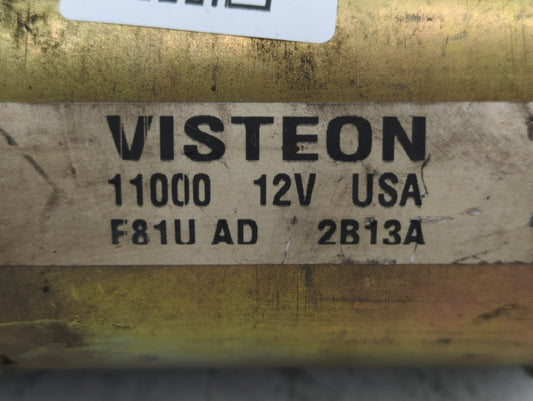 VISTEON
11000 12V USA
F81U AD 2B13A